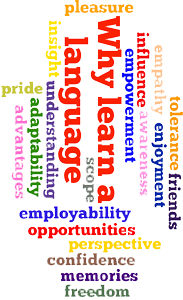 pleasure
Why learn a
language
influence
empowerment
empathy
awareness
enjoyment
tolerance
friends
insight
understanding
pride
adaptability
advantages
scope
employability
opportunities
perspective
confidence
memories
freedom